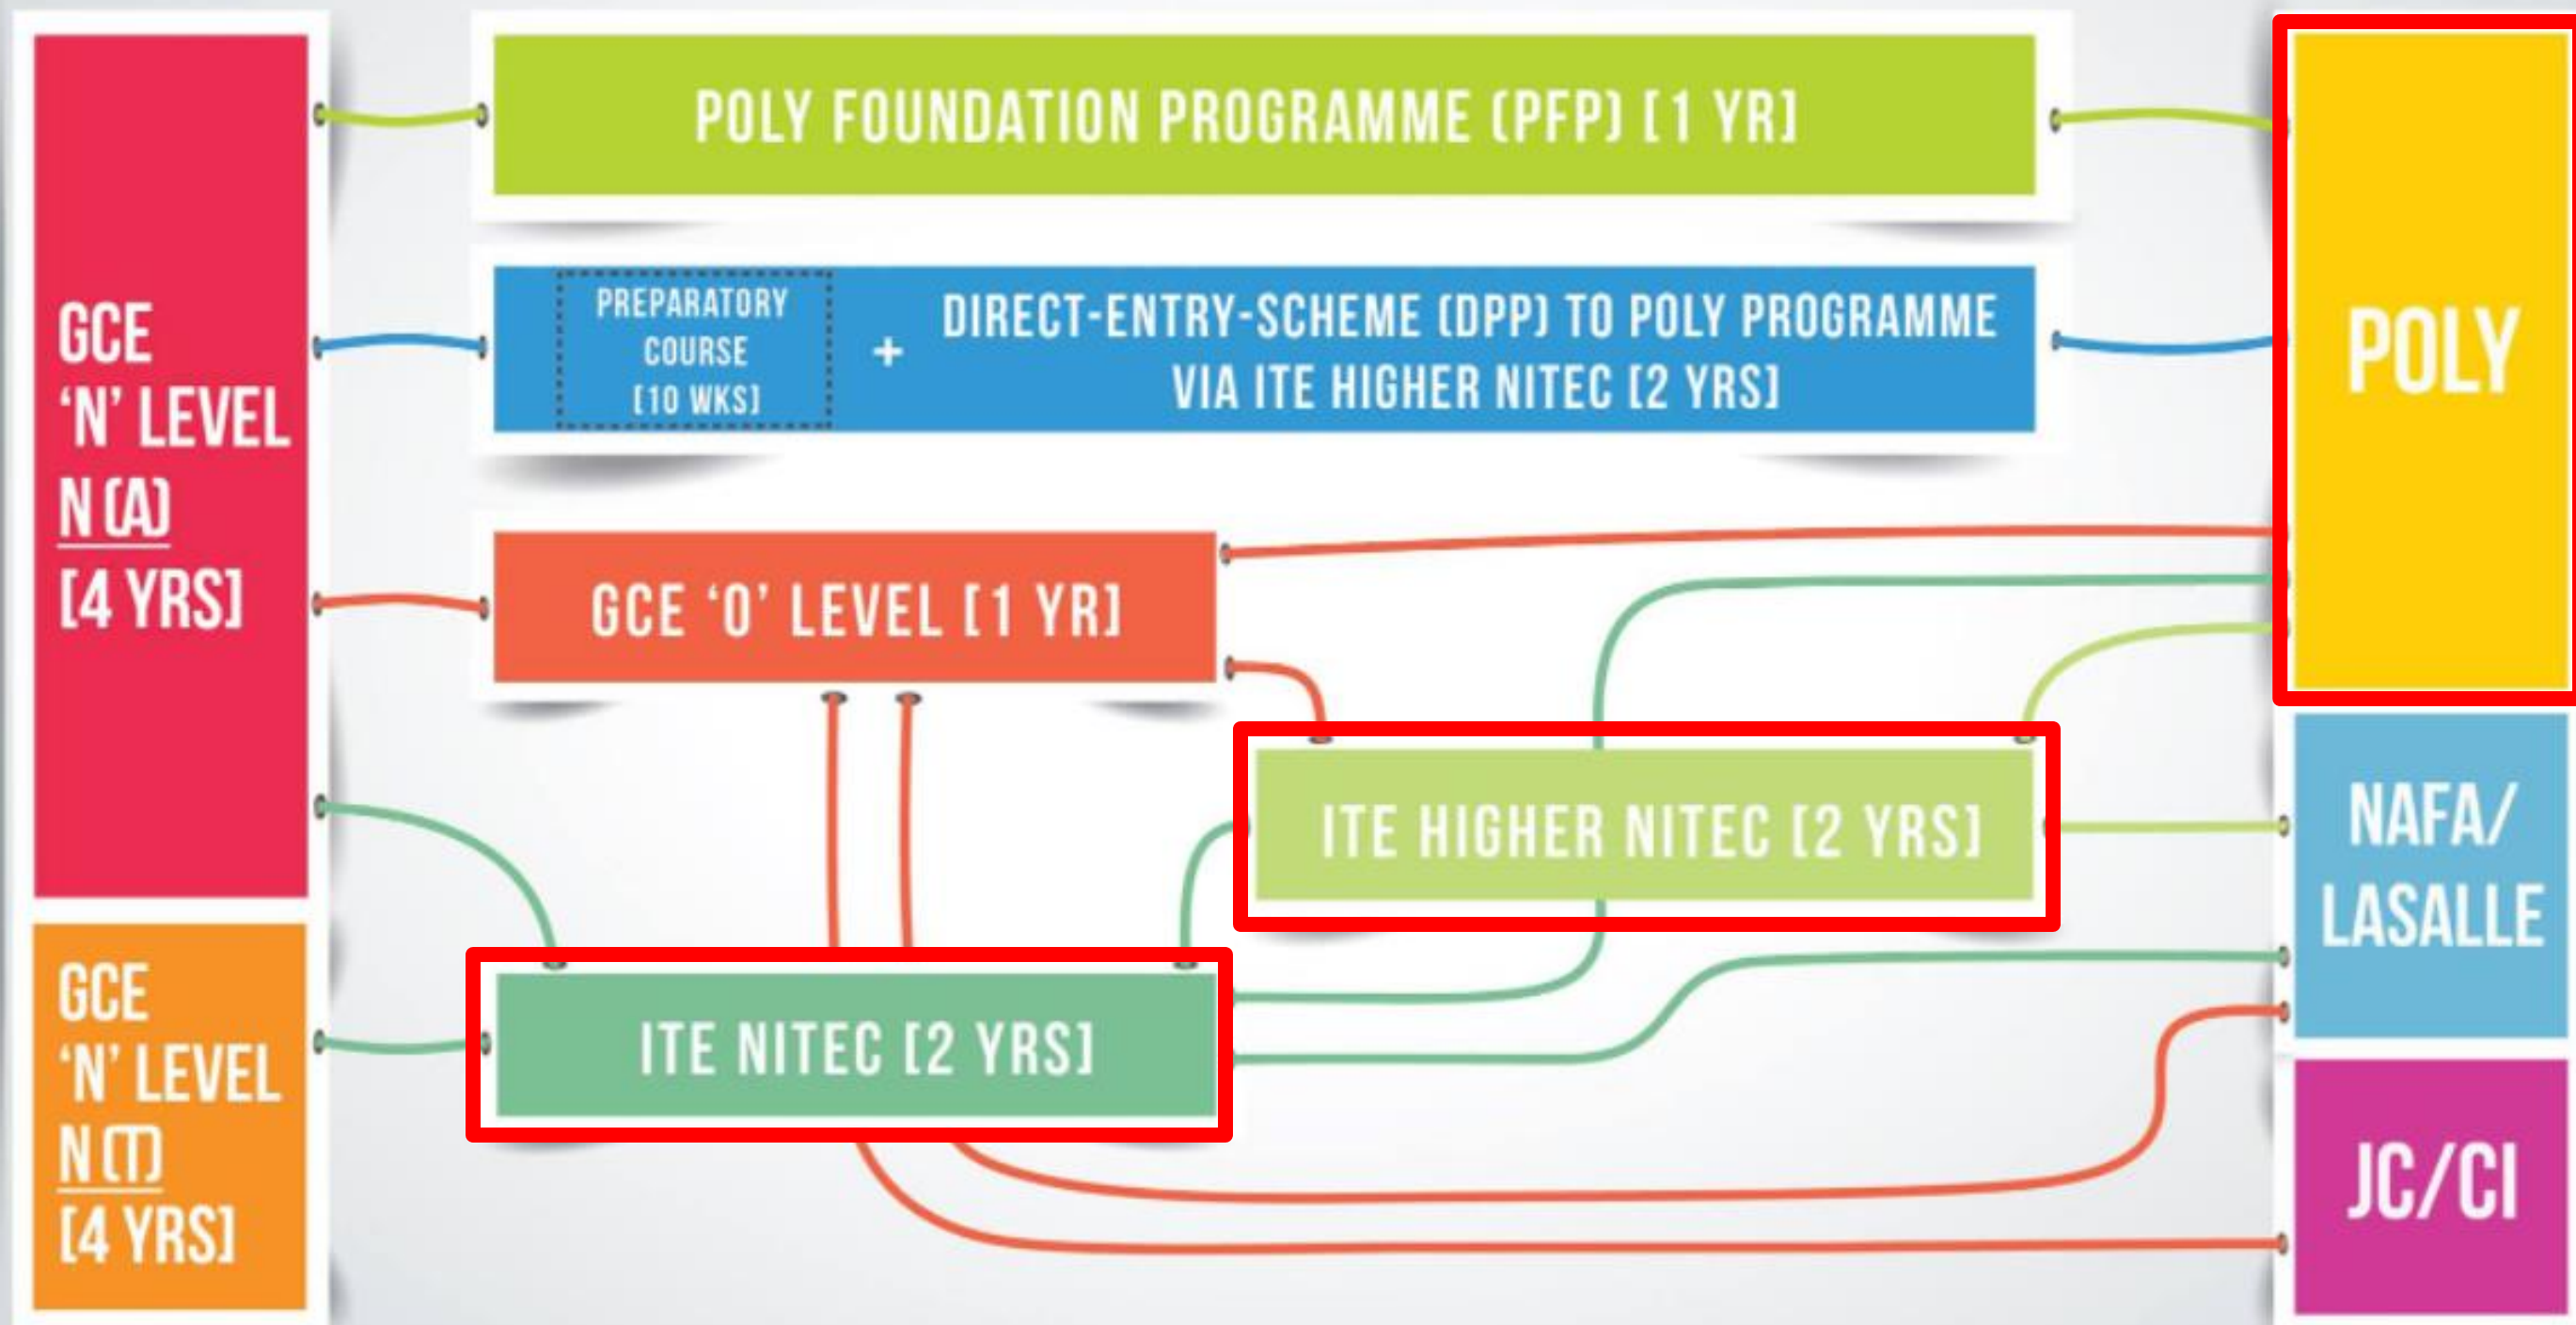 GCE
‘N’ LEVEL
N (A)
[4 YRS]
GCE
‘N’ LEVEL
N (T)
[4 YRS]
POLY FOUNDATION PROGRAMME (PFP) [1 YR]
PREPARATORY
COURSE
[10 WKS]
+
DIRECT-ENTRY-SCHEME (DPP) TO POLY PROGRAMME
VIA ITE HIGHER NITEC [2 YRS]
GCE ‘O’ LEVEL [1 YR]
ITE HIGHER NITEC [2 YRS]
ITE NITEC [2 YRS]
POLY
NAFA/
LASALLE
JC/CI